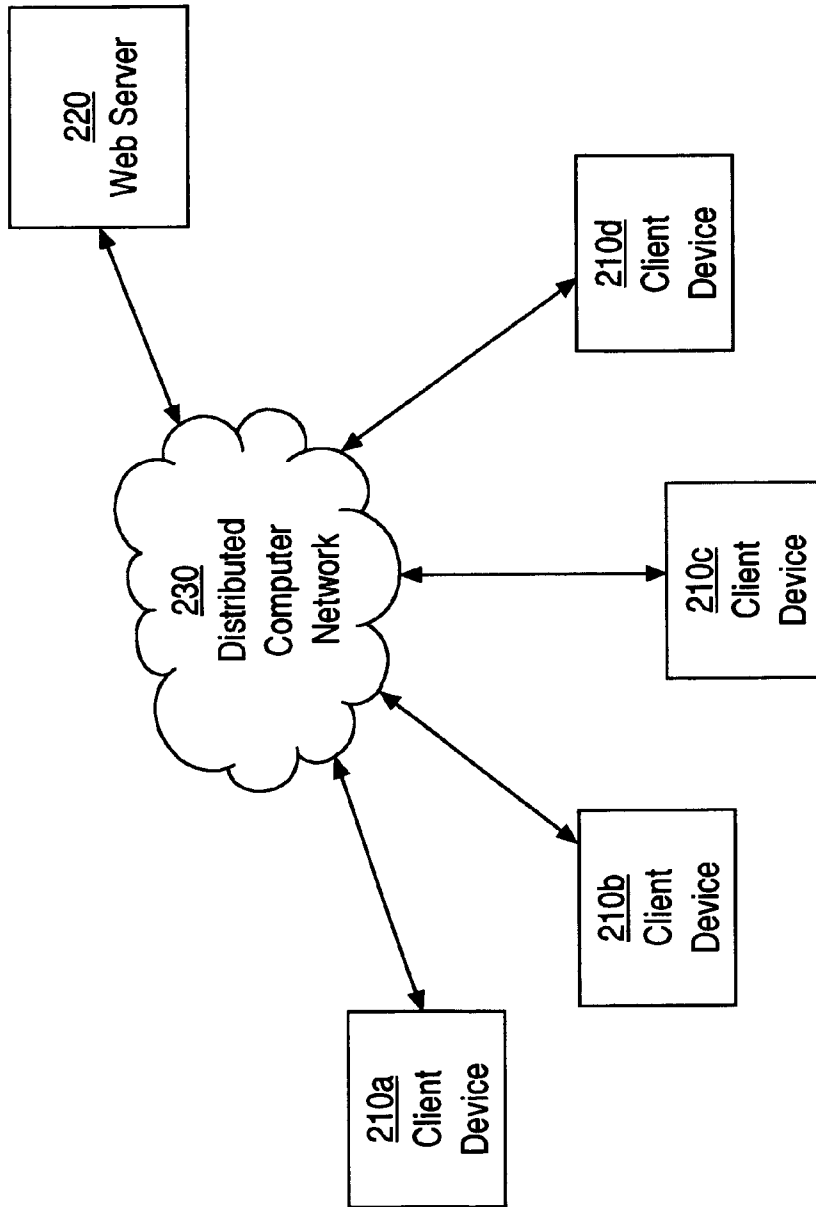 220
Web Server
230
Distributed
Computer
Network
210a
Client
Device
210b
Client
Device
210c
Client
Device
210d
Client
Device